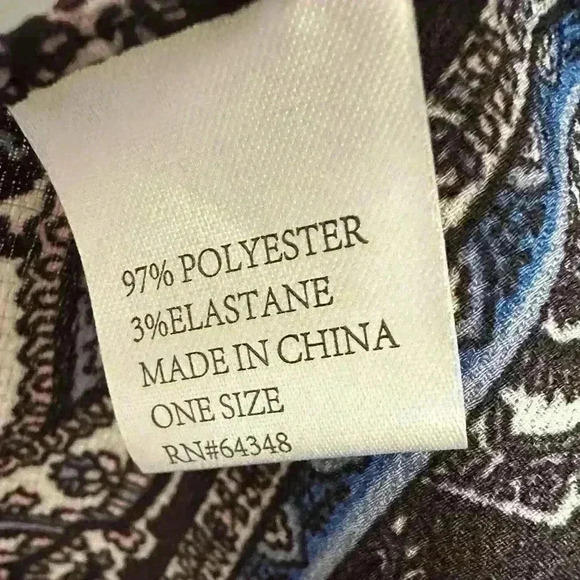 97% POLYESTER
3%ELASTANE
MADE IN CHINA
ONE SIZE
RN#64348